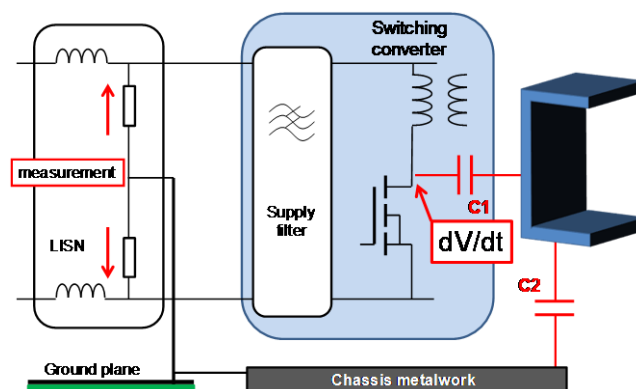 Switching
converter
measurement
C1
Supply
filter
dV/dt
LISN
C2
Ground plane
Chassis metalwork